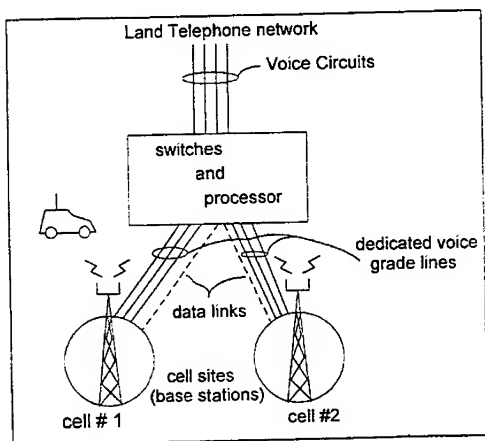 Land Telephone network
Voice Circuits
switches
and
processor
dedicated voice
grade lines
data links
cell sites
(base stations)
cell # 1
cell #2